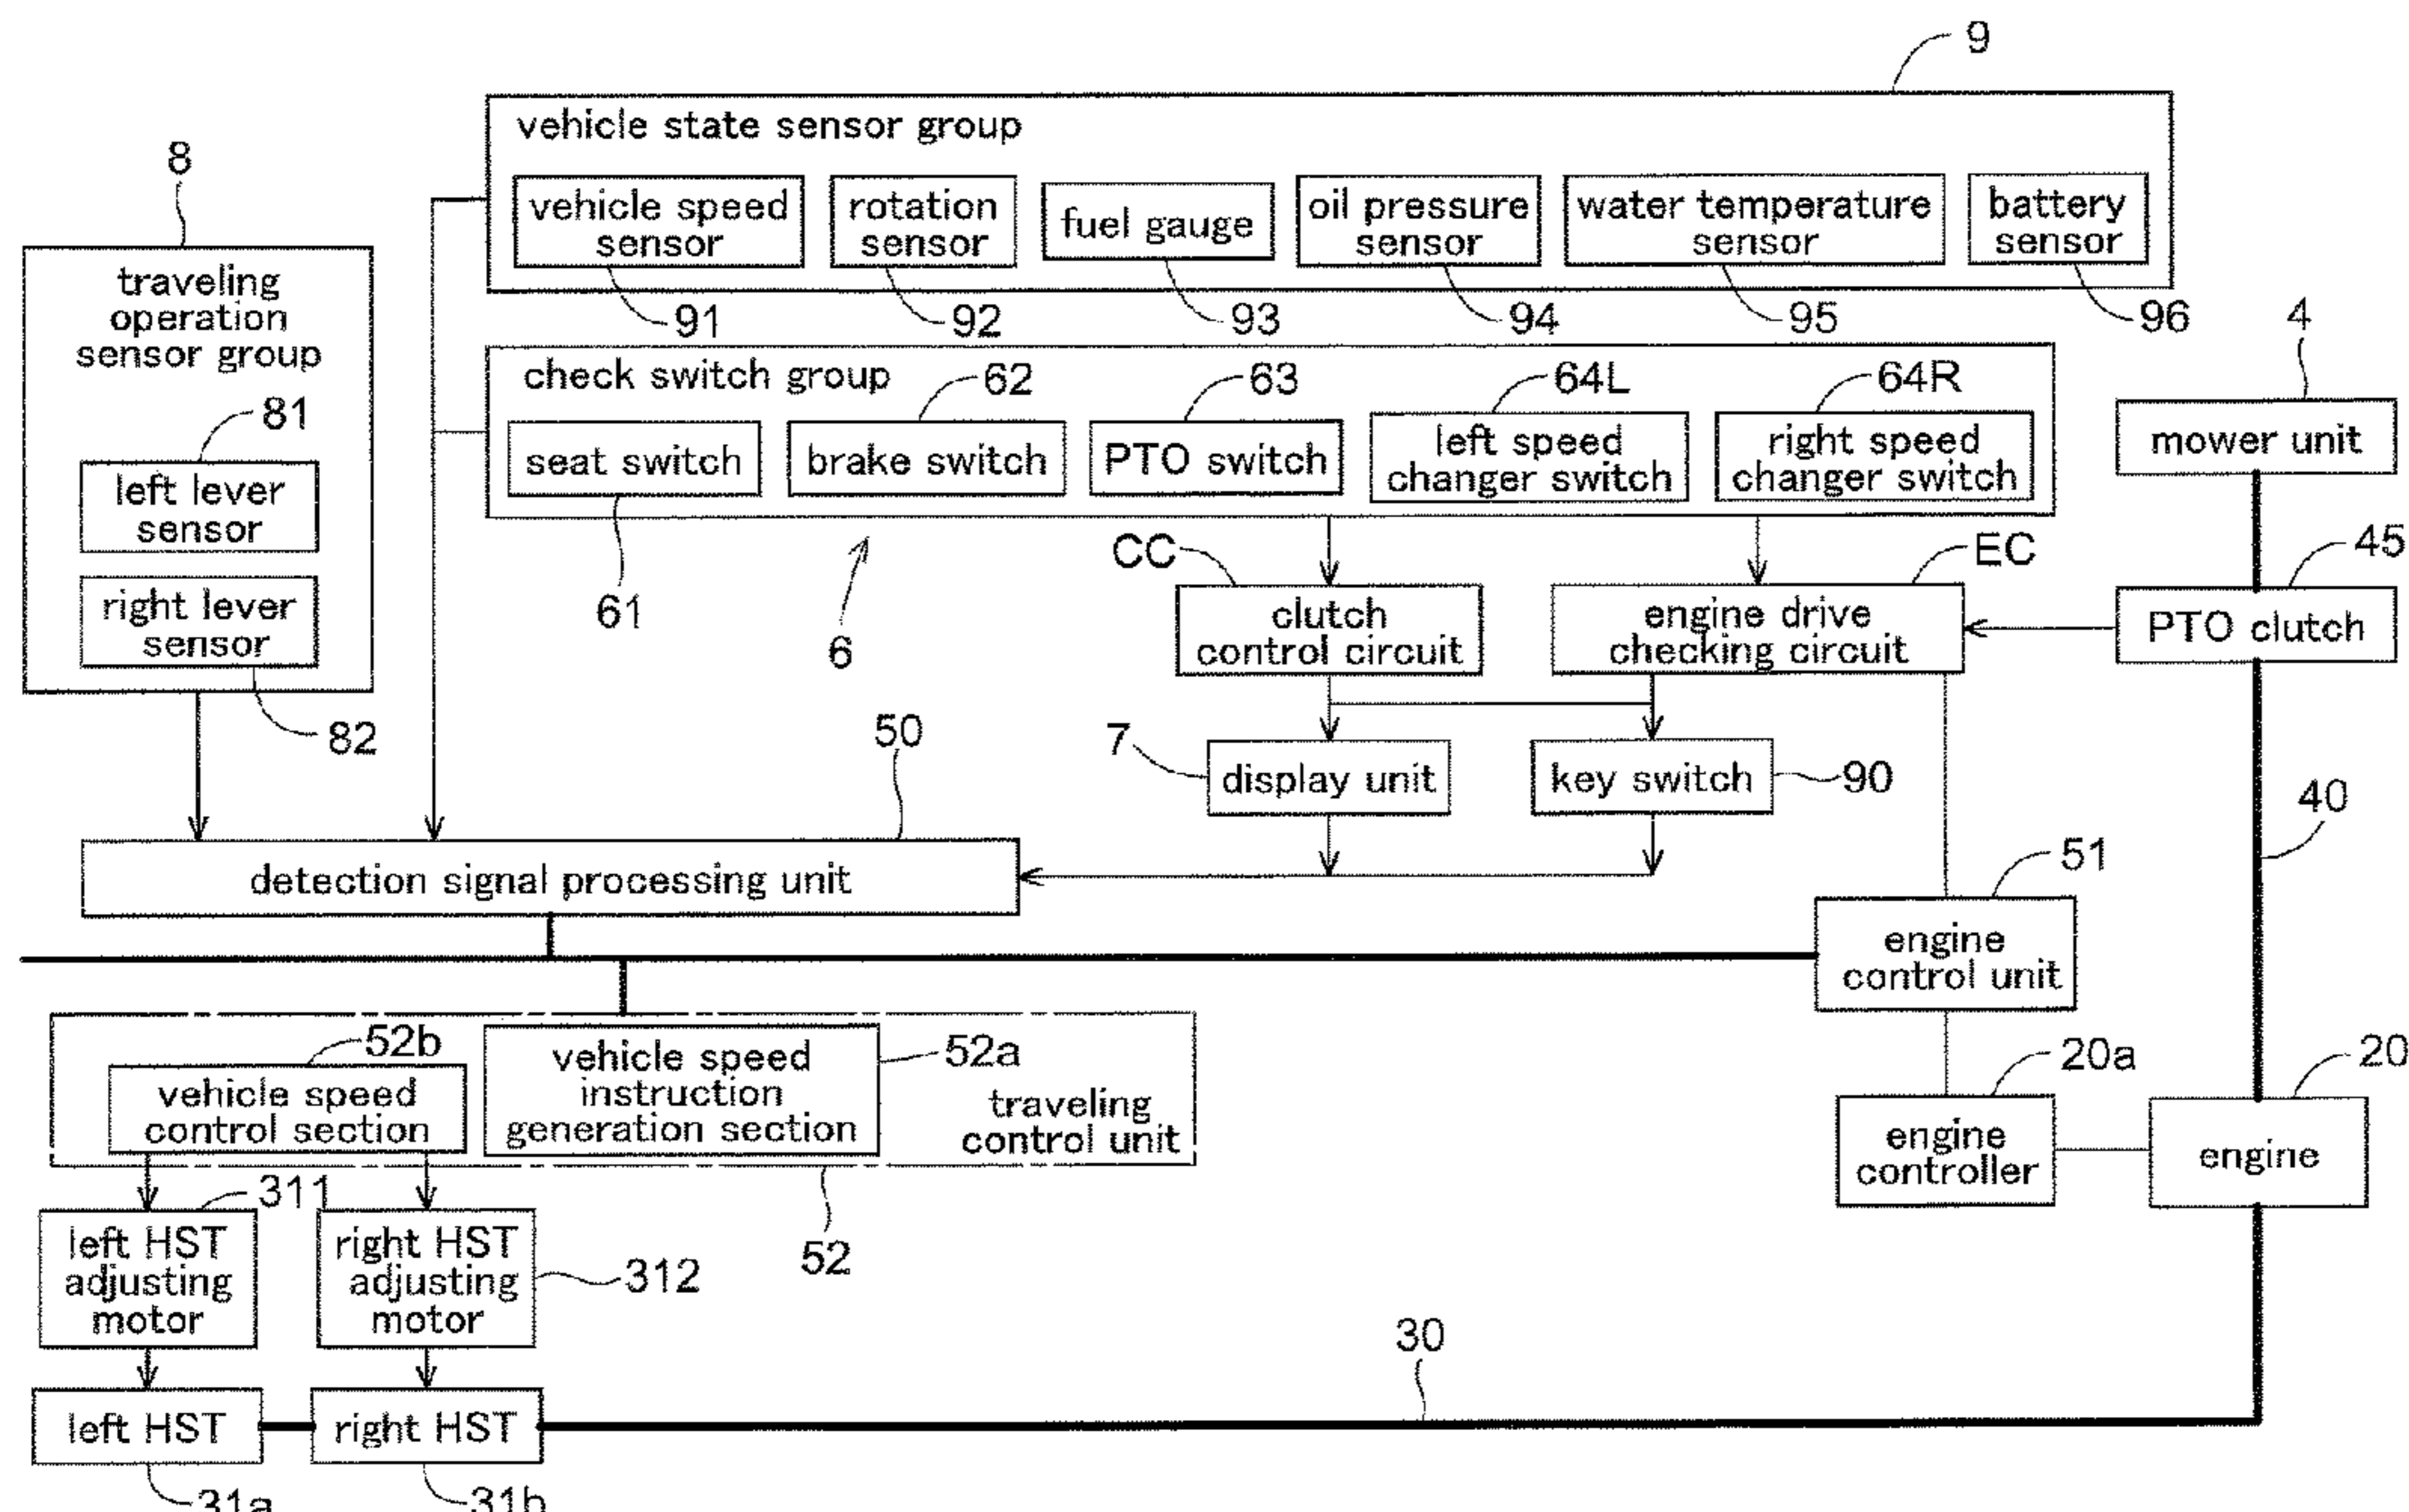 9
vehicle state sensor group
8
vehicle speed
sensor
rotation
sensor
fuel gauge
oil pressure
sensor
water temperature
sensor
battery
sensor
91
92
93
94
95
96
traveling
operation
sensor group
81
left lever
sensor
right lever
sensor
82
check switch group
62
63
64L
64R
seat switch
brake switch
PTO switch
left speed
changer switch
right speed
changer switch
61
6
4
mower unit
45
PTO clutch
CC
clutch
control circuit
EC
engine drive
checking circuit
7
display unit
key switch
90
40
50
detection signal processing unit
51
engine
control unit
52b
vehicle speed
control section
vehicle speed
instruction
generation section
52a
traveling
control unit
52
20a
engine
controller
20
engine
311
left HST
adjusting
motor
right HST
adjusting
motor
312
30
left HST
right HST
31a
31b